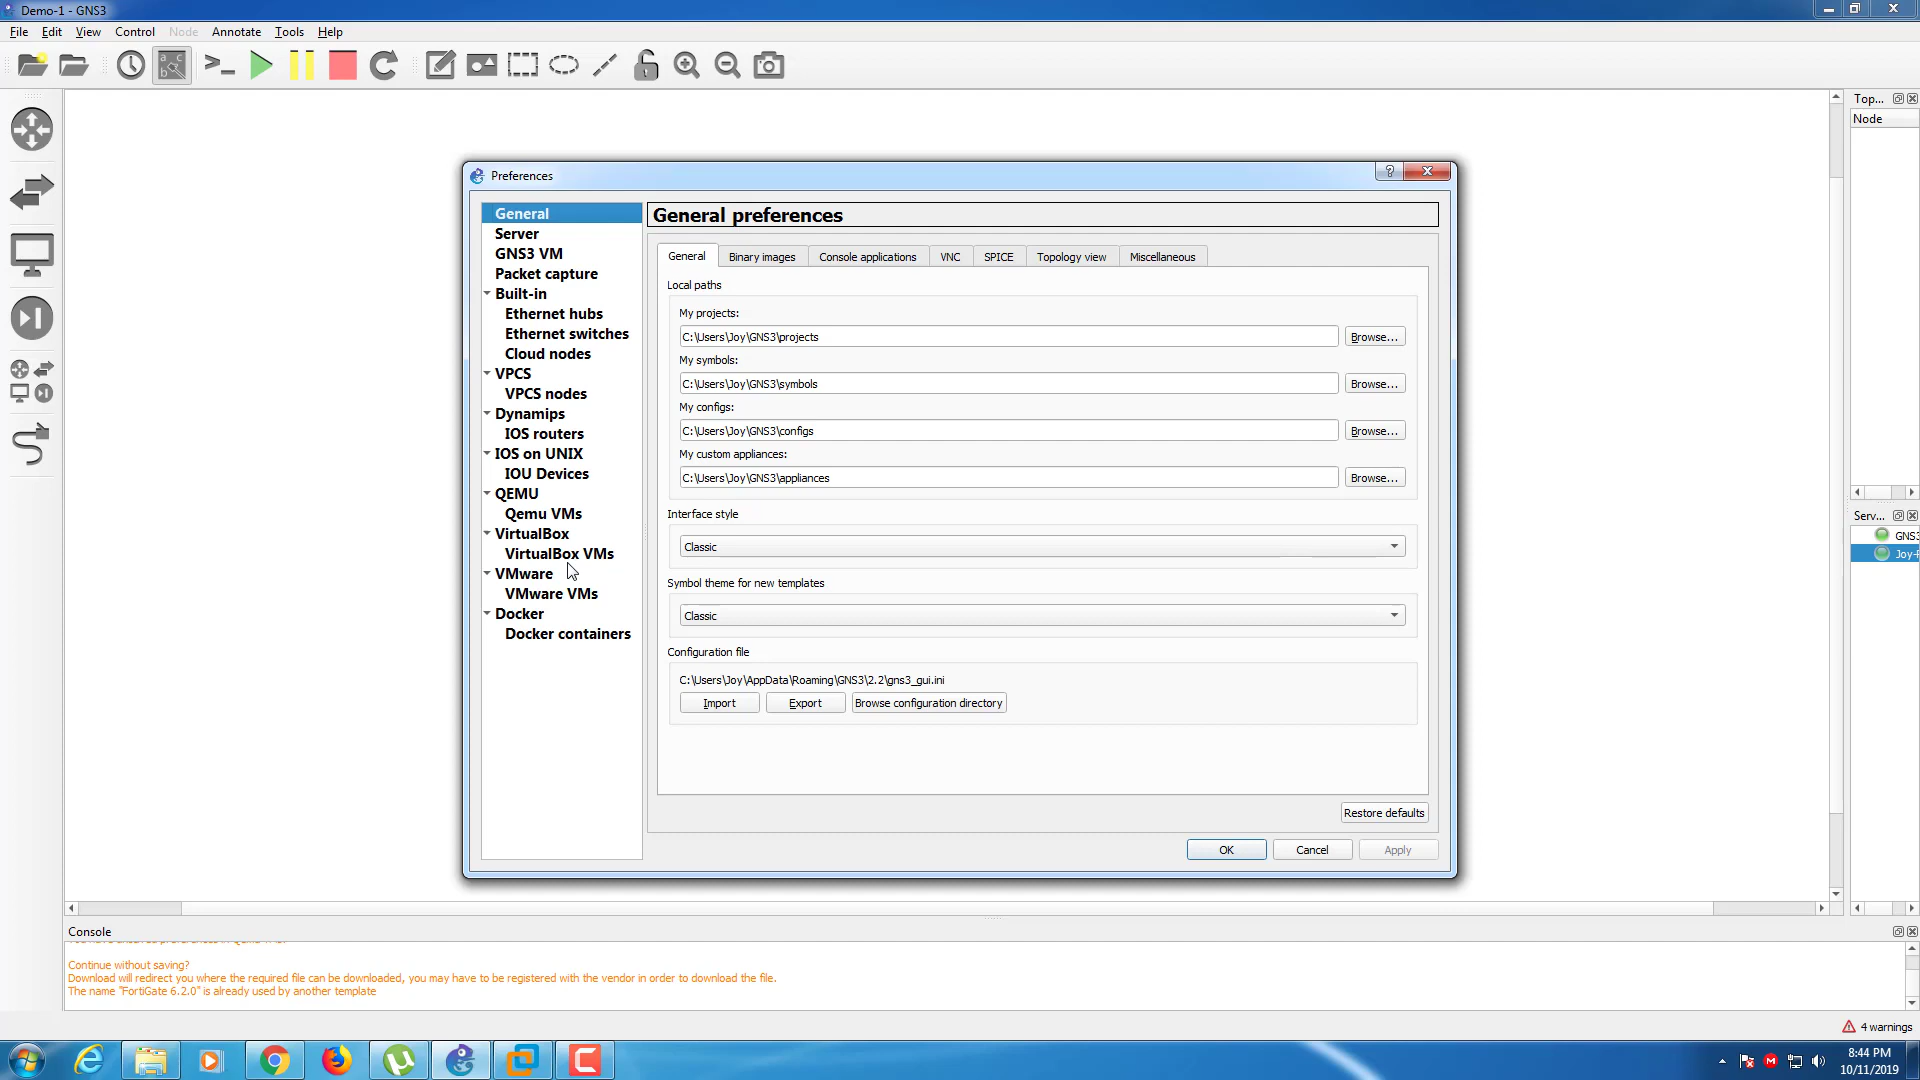 Demo-1 - GNS3
File Edit View Control Node Annotate Tools Help
Top...
Node
Preferences
General
Server
GNS3 VM
Packet capture
Built-in
Ethernet hubs
Ethernet switches
Cloud nodes
VPCS
VPCS nodes
Dynamips
IOS routers
IOS on UNIX
IOU Devices
QEMU
Qemu VMs
VirtualBox
VirtualBox VMs
VMware
VMware VMs
Docker
Docker containers
General preferences
General Binary images Console applications VNC SPICE Topology view Miscellaneous
Local paths
My projects:
C:\Users\Joy\GNS3\projects Browse...
My symbols:
C:\Users\Joy\GNS3\symbols Browse...
My configs:
C:\Users\Joy\GNS3\configs Browse...
My custom appliances:
C:\Users\Joy\GNS3\appliances Browse...
Interface style
Classic
Symbol theme for new templates
Classic
Configuration file
C:\Users\Joy\AppData\Roaming\GNS3\2.2\gns3_gui.ini
Import Export Browse configuration directory
Restore defaults
OK Cancel Apply
Serv...
GNS3
Joy-
Console
Continue without saving?
Download will redirect you where the required file can be downloaded, you may have to be registered with the vendor in order to download the file.
The name "FortiGate 6.2.0" is already used by another template
4 warnings
8:44 PM
10/11/2019